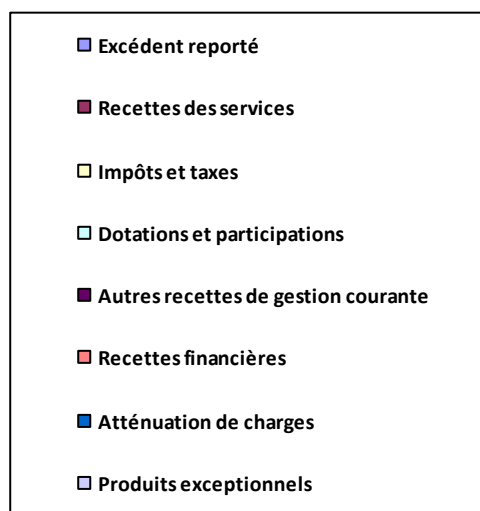 Excédent reporté
Recettes des services
Impôts et taxes
Dotations et participations
Autres recettes de gestion courante
Recettes financières
Atténuation de charges
Produits exceptionnels